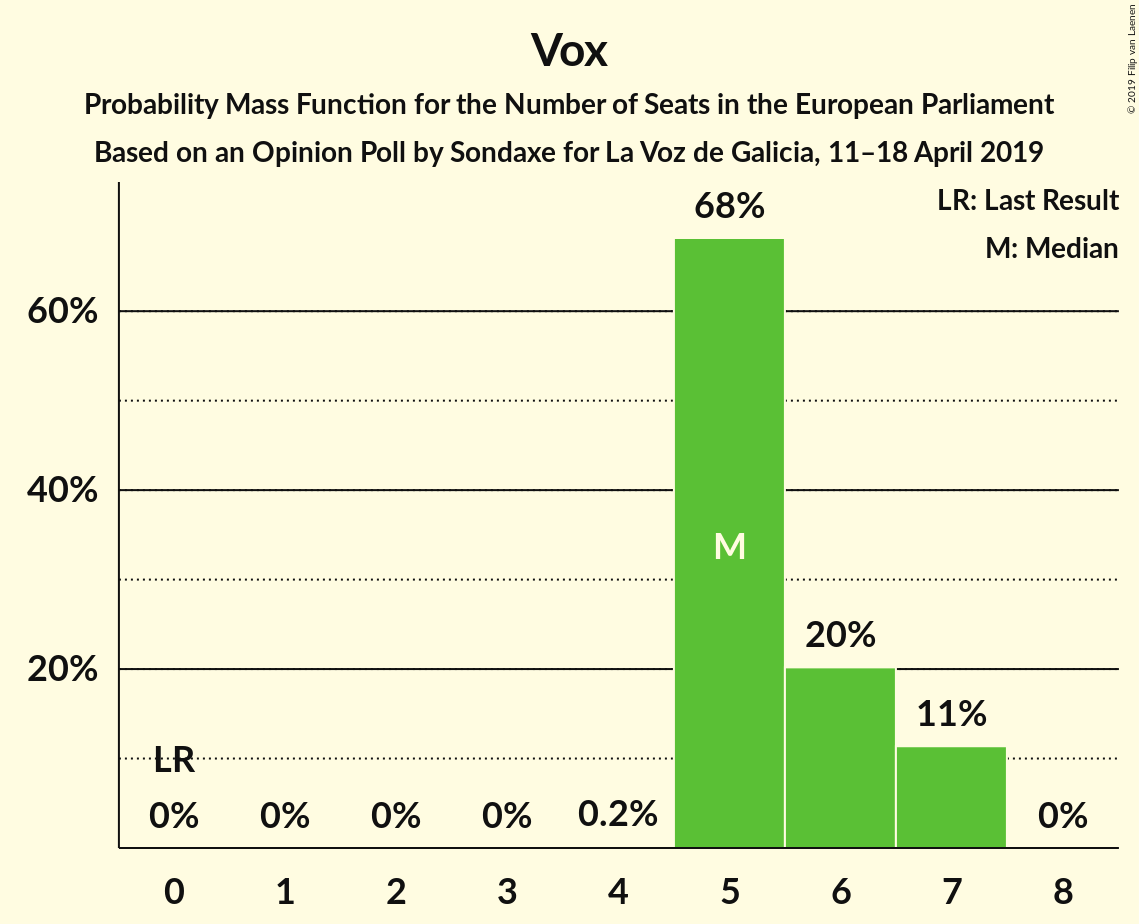 Vox
Probability Mass Function for the Number of Seats in the European Parliament
Based on an Opinion Poll by Sondaxe for La Voz de Galicia, 11–18 April 2019
© 2019 Filip van Laenen
LR: Last Result
M: Median
68%
60%
40%
M
20%
20%
11%
LR
0% 0% 0% 0% 0.2% 0%
0 1 2 3 4 5 6 7 8